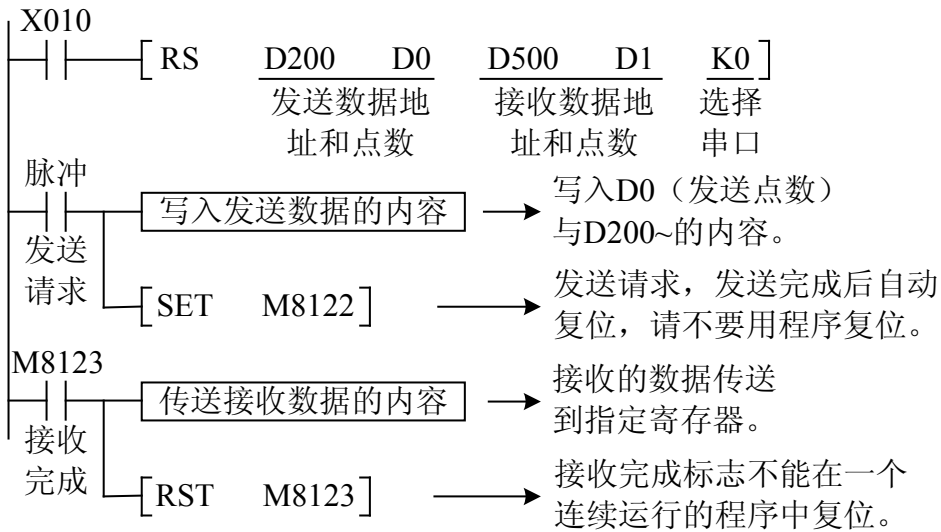 X010
RS D200 D0 D500 D1 K0
发送数据地 接收数据地 选择
址和点数 址和点数 串口
脉冲
发送
请求
写入发送数据的内容
写入D0（发送点数）
与D200~的内容。
SET M8122
发送请求，发送完成后自动
复位，请不要用程序复位。
M8123
接收
完成
传送接收数据的内容
接收的数据传送
到指定寄存器。
RST M8123
接收完成标志不能在一个
连续运行的程序中复位。